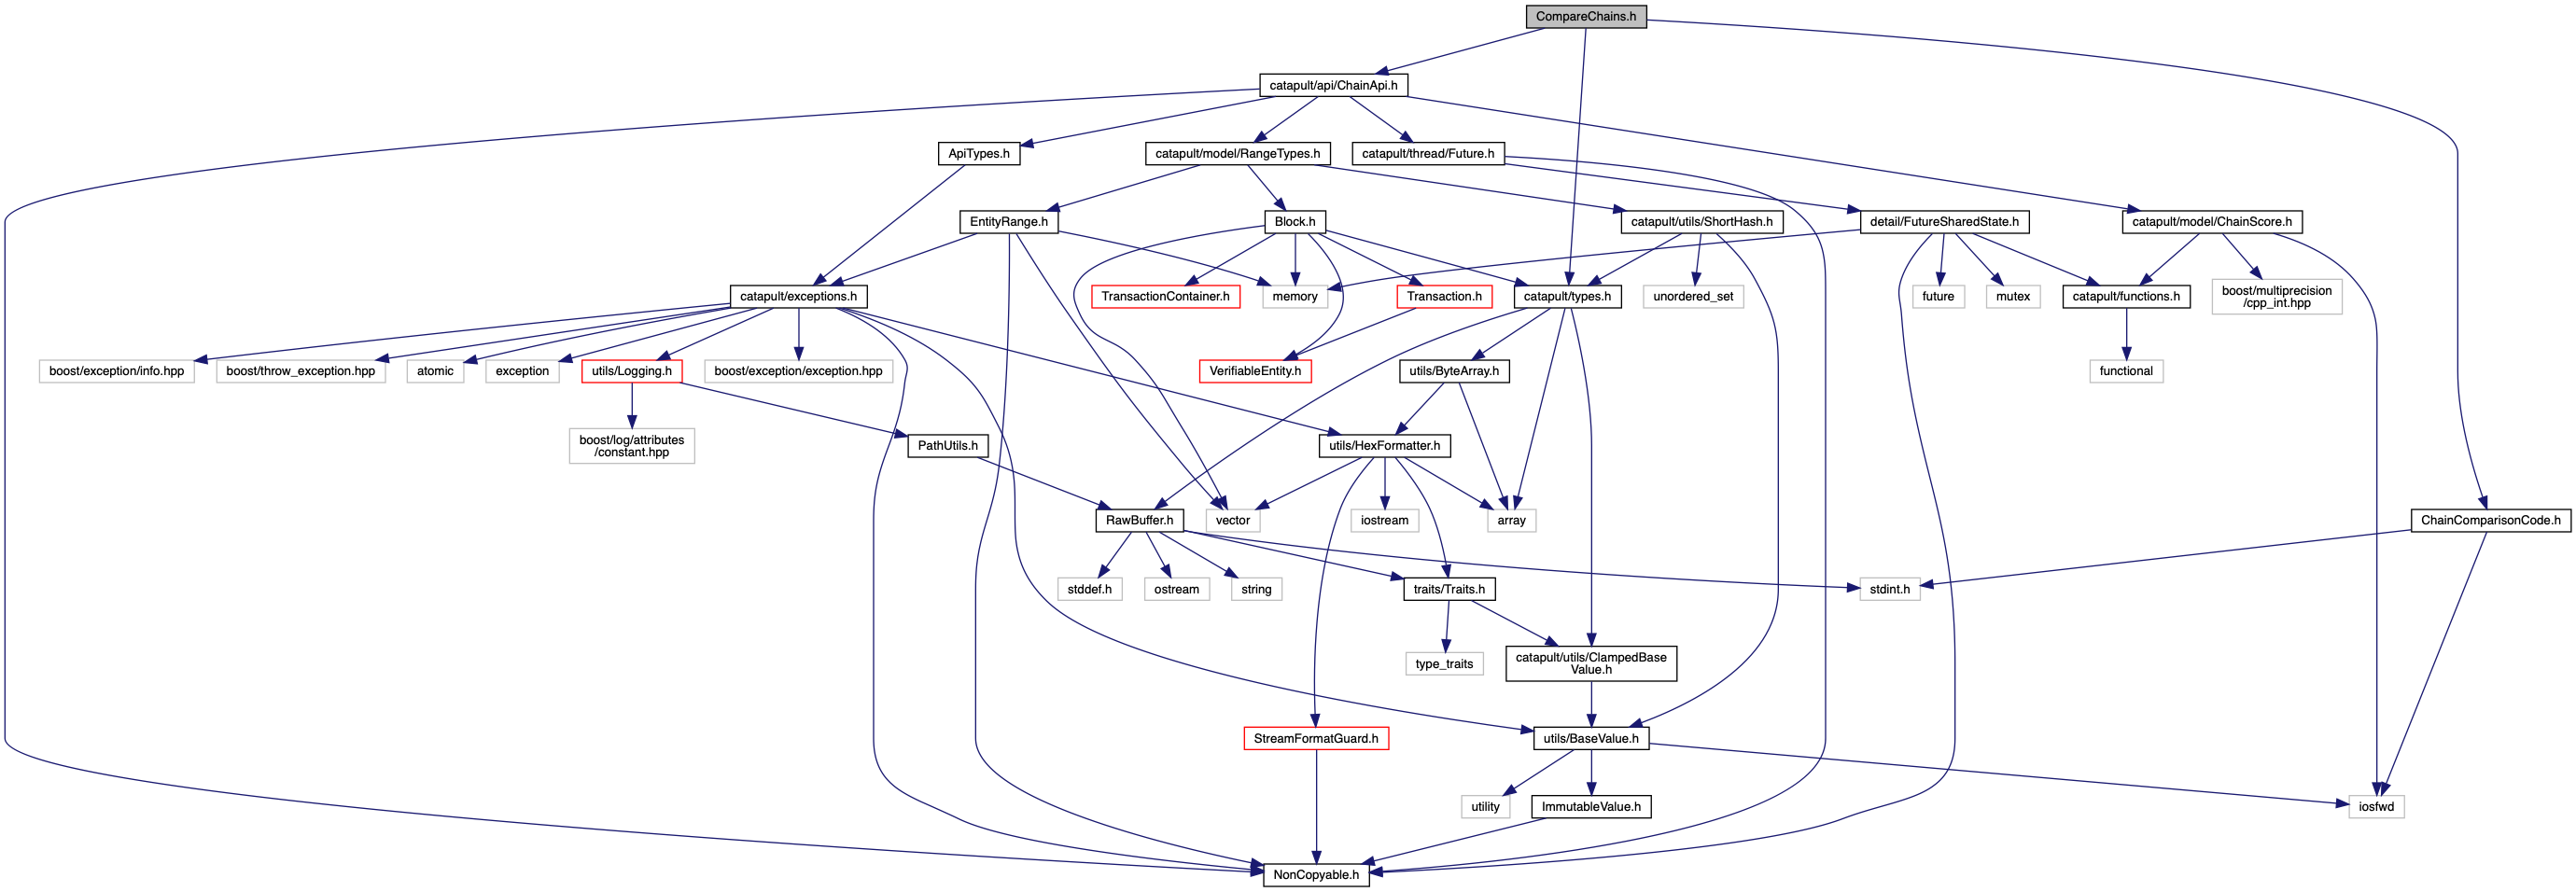 CompareChains.h
catapult/api/ChainApi.h
ApiTypes.h
catapult/model/RangeTypes.h
catapult/thread/Future.h
EntityRange.h
Block.h
catapult/utils/ShortHash.h
detail/FutureSharedState.h
catapult/model/ChainScore.h
catapult/exceptions.h
TransactionContainer.h
memory
Transaction.h
catapult/types.h
unordered_set
future
mutex
catapult/functions.h
boost/multiprecision
/cpp_int.hpp
boost/exception/info.hpp
boost/throw_exception.hpp
atomic
exception
utils/Logging.h
boost/exception/exception.hpp
VerifiableEntity.h
utils/ByteArray.h
functional
boost/log/attributes
/constant.hpp
PathUtils.h
utils/HexFormatter.h
RawBuffer.h
vector
iostream
array
ChainComparisonCode.h
stddef.h
ostream
string
traits/Traits.h
stdint.h
type_traits
catapult/utils/ClampedBase
Value.h
StreamFormatGuard.h
utils/BaseValue.h
utility
ImmutableValue.h
iosfwd
NonCopyable.h